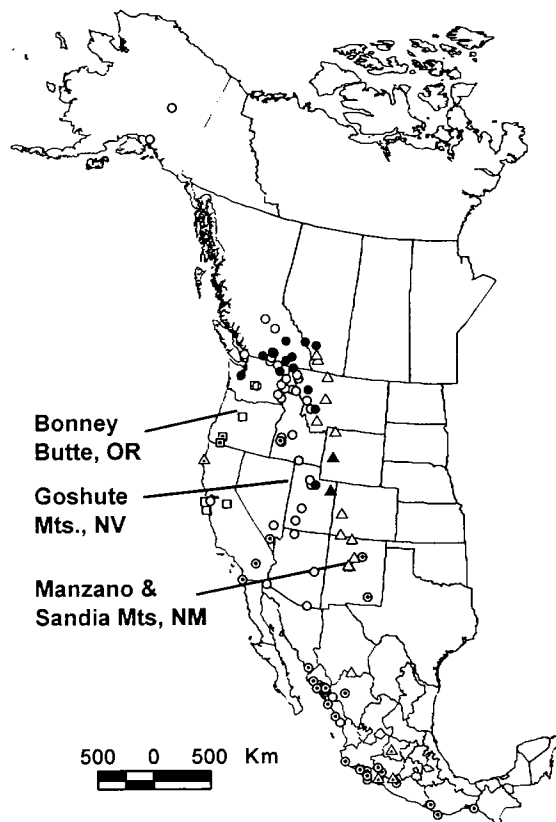 Bonney
Butte, OR
Goshute
Mts., NV
Manzano &
Sandia Mts, NM
500 0 500 Km